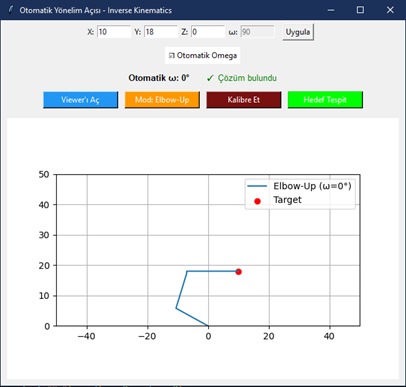 Otomatik Yönelim Açısı - Inverse Kinematics
X: 10 Y: 18 Z: 0 ω: 90 Uygula
Otomatik Omega
Otomatik ω: 0° ✓ Çözüm bulundu
Viewer'ı Aç Mod: Elbow-Up Kalibre Et Hedef Tespit
50
Elbow-Up (ω=0°)
Target
40
30
20
10
0
−40 −20 0 20 40